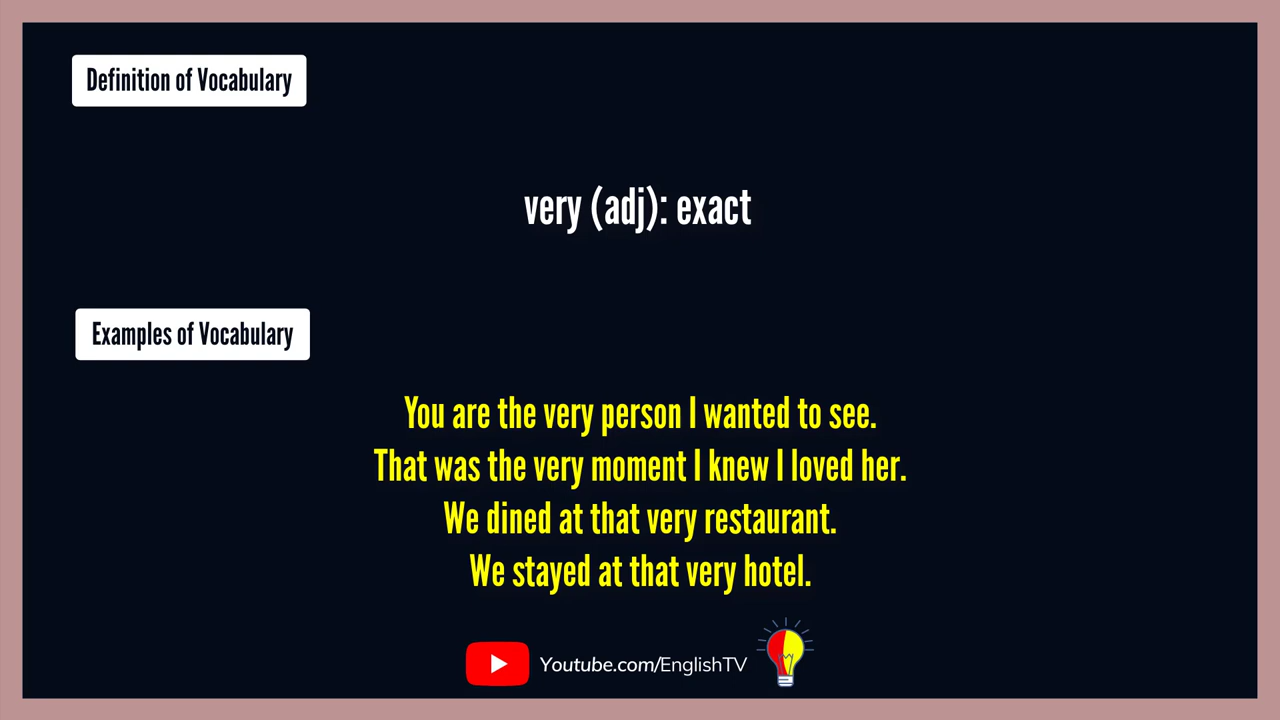 Definition of Vocabulary
very (adj): exact
Examples of Vocabulary
You are the very person I wanted to see.
That was the very moment I knew I loved her.
We dined at that very restaurant.
We stayed at that very hotel.
Youtube.com/EnglishTV